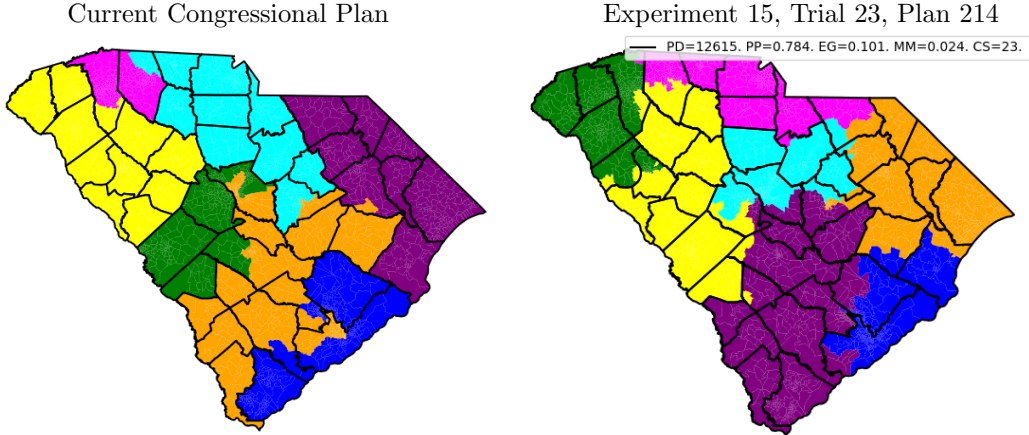 Current Congressional Plan
Experiment 15, Trial 23, Plan 214
PD=12615. PP=0.784. EG=0.101. MM=0.024. CS=23.